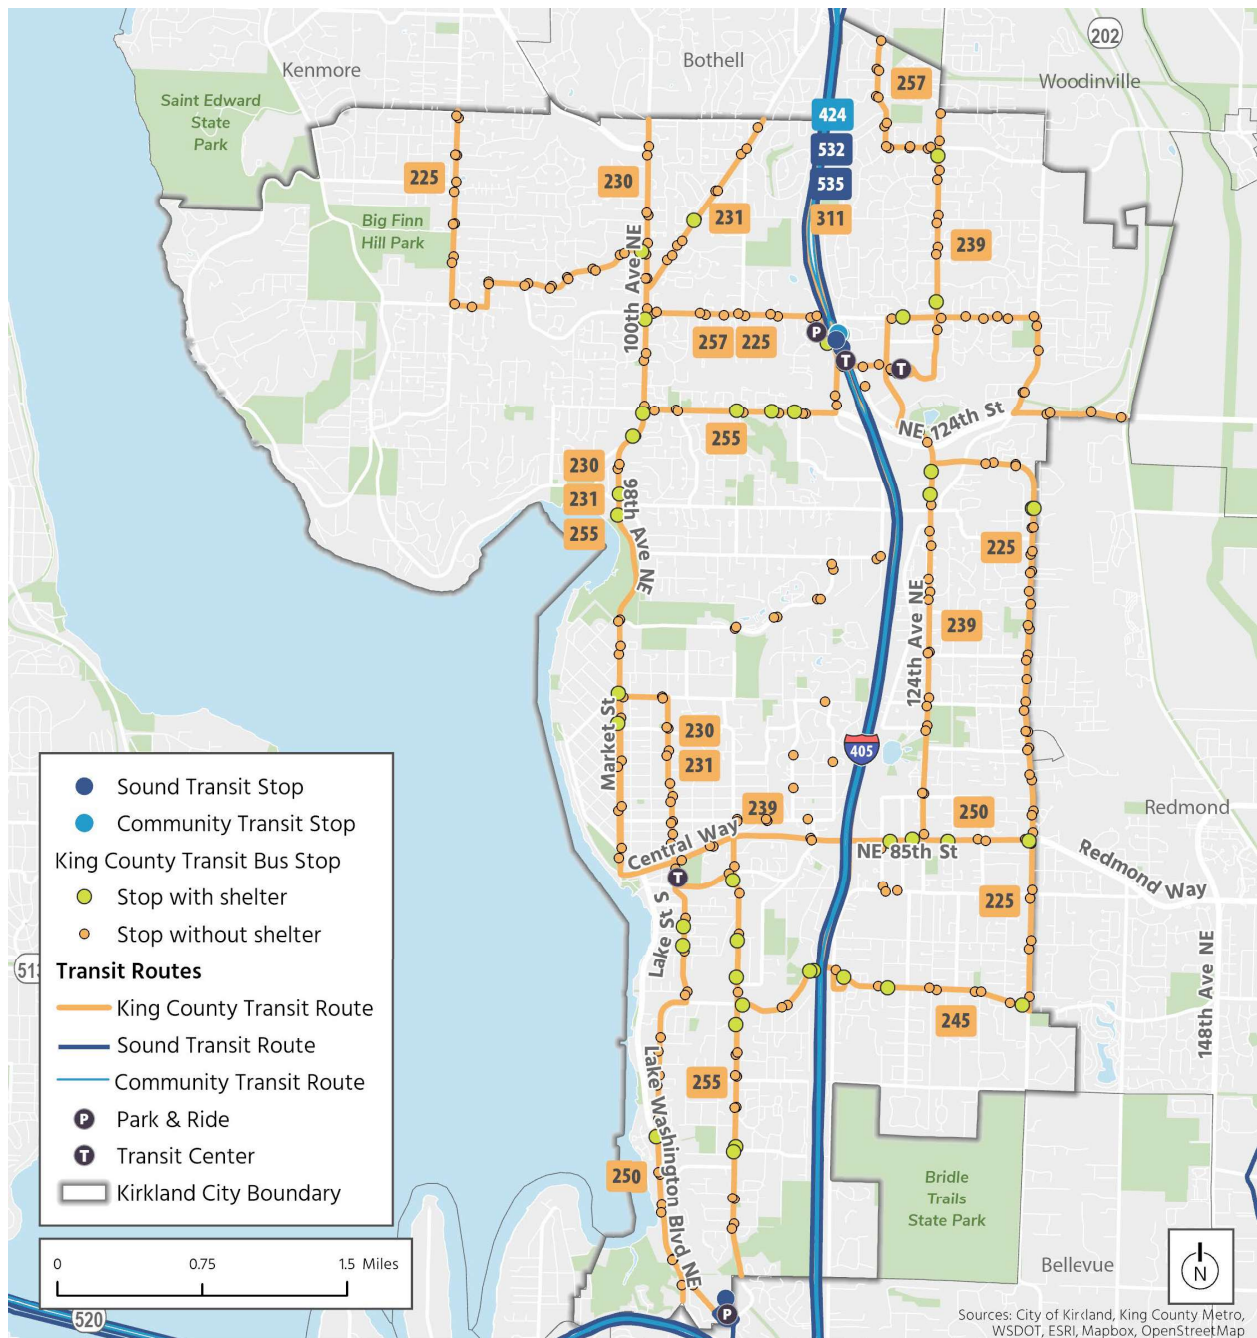 202
Kenmore
Bothell
Woodinville
Saint Edward
State
Park
257
424
532
535
311
225
230
231
239
Big Finn
Hill Park
100th Ave NE
P
257
225
T
T
NE 124th St
255
230
231
255
98th Ave NE
225
124th Ave NE
239
Market St
230
231
405
239
250
Redmond
Central Way
NE 85th St
Redmond Way
T
225
Lake St S
148th Ave NE
513
245
Lake Washington Blvd NE
255
250
Bridle
Trails
State Park
Bellevue
P
520
Sound Transit Stop
Community Transit Stop
King County Transit Bus Stop
Stop with shelter
Stop without shelter
Transit Routes
King County Transit Route
Sound Transit Route
Community Transit Route
P Park & Ride
T Transit Center
Kirkland City Boundary
0 0.75 1.5 Miles
N
Sources: City of Kirkland, King County Metro,
WSDOT, ESRI, Mapbox, OpenStreetMap